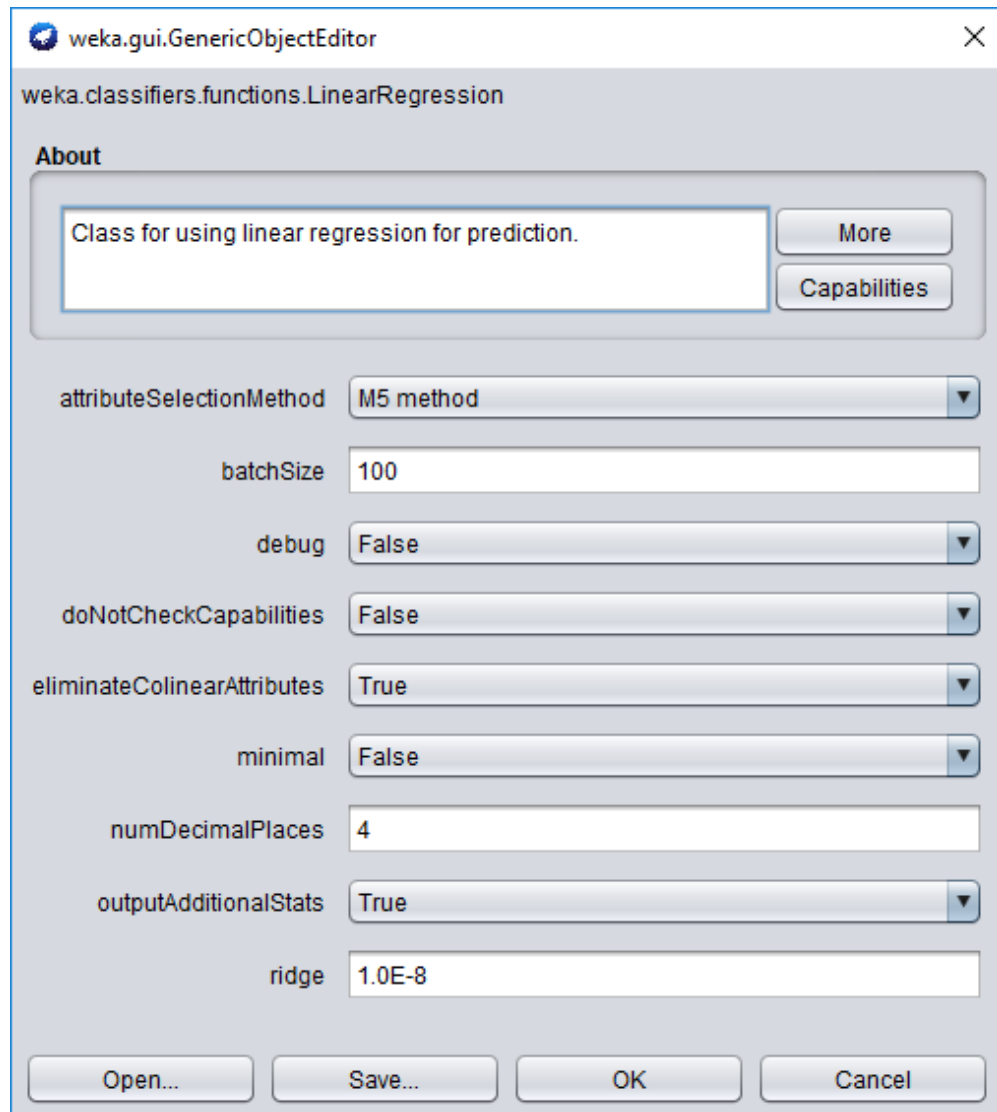 weka.gui.GenericObjectEditor
weka.classifiers.functions.LinearRegression
About
Class for using linear regression for prediction.
More
Capabilities
attributeSelectionMethod M5 method
batchSize 100
debug False
doNotCheckCapabilities False
eliminateColinearAttributes True
minimal False
numDecimalPlaces 4
outputAdditionalStats True
ridge 1.0E-8
Open... Save... OK Cancel